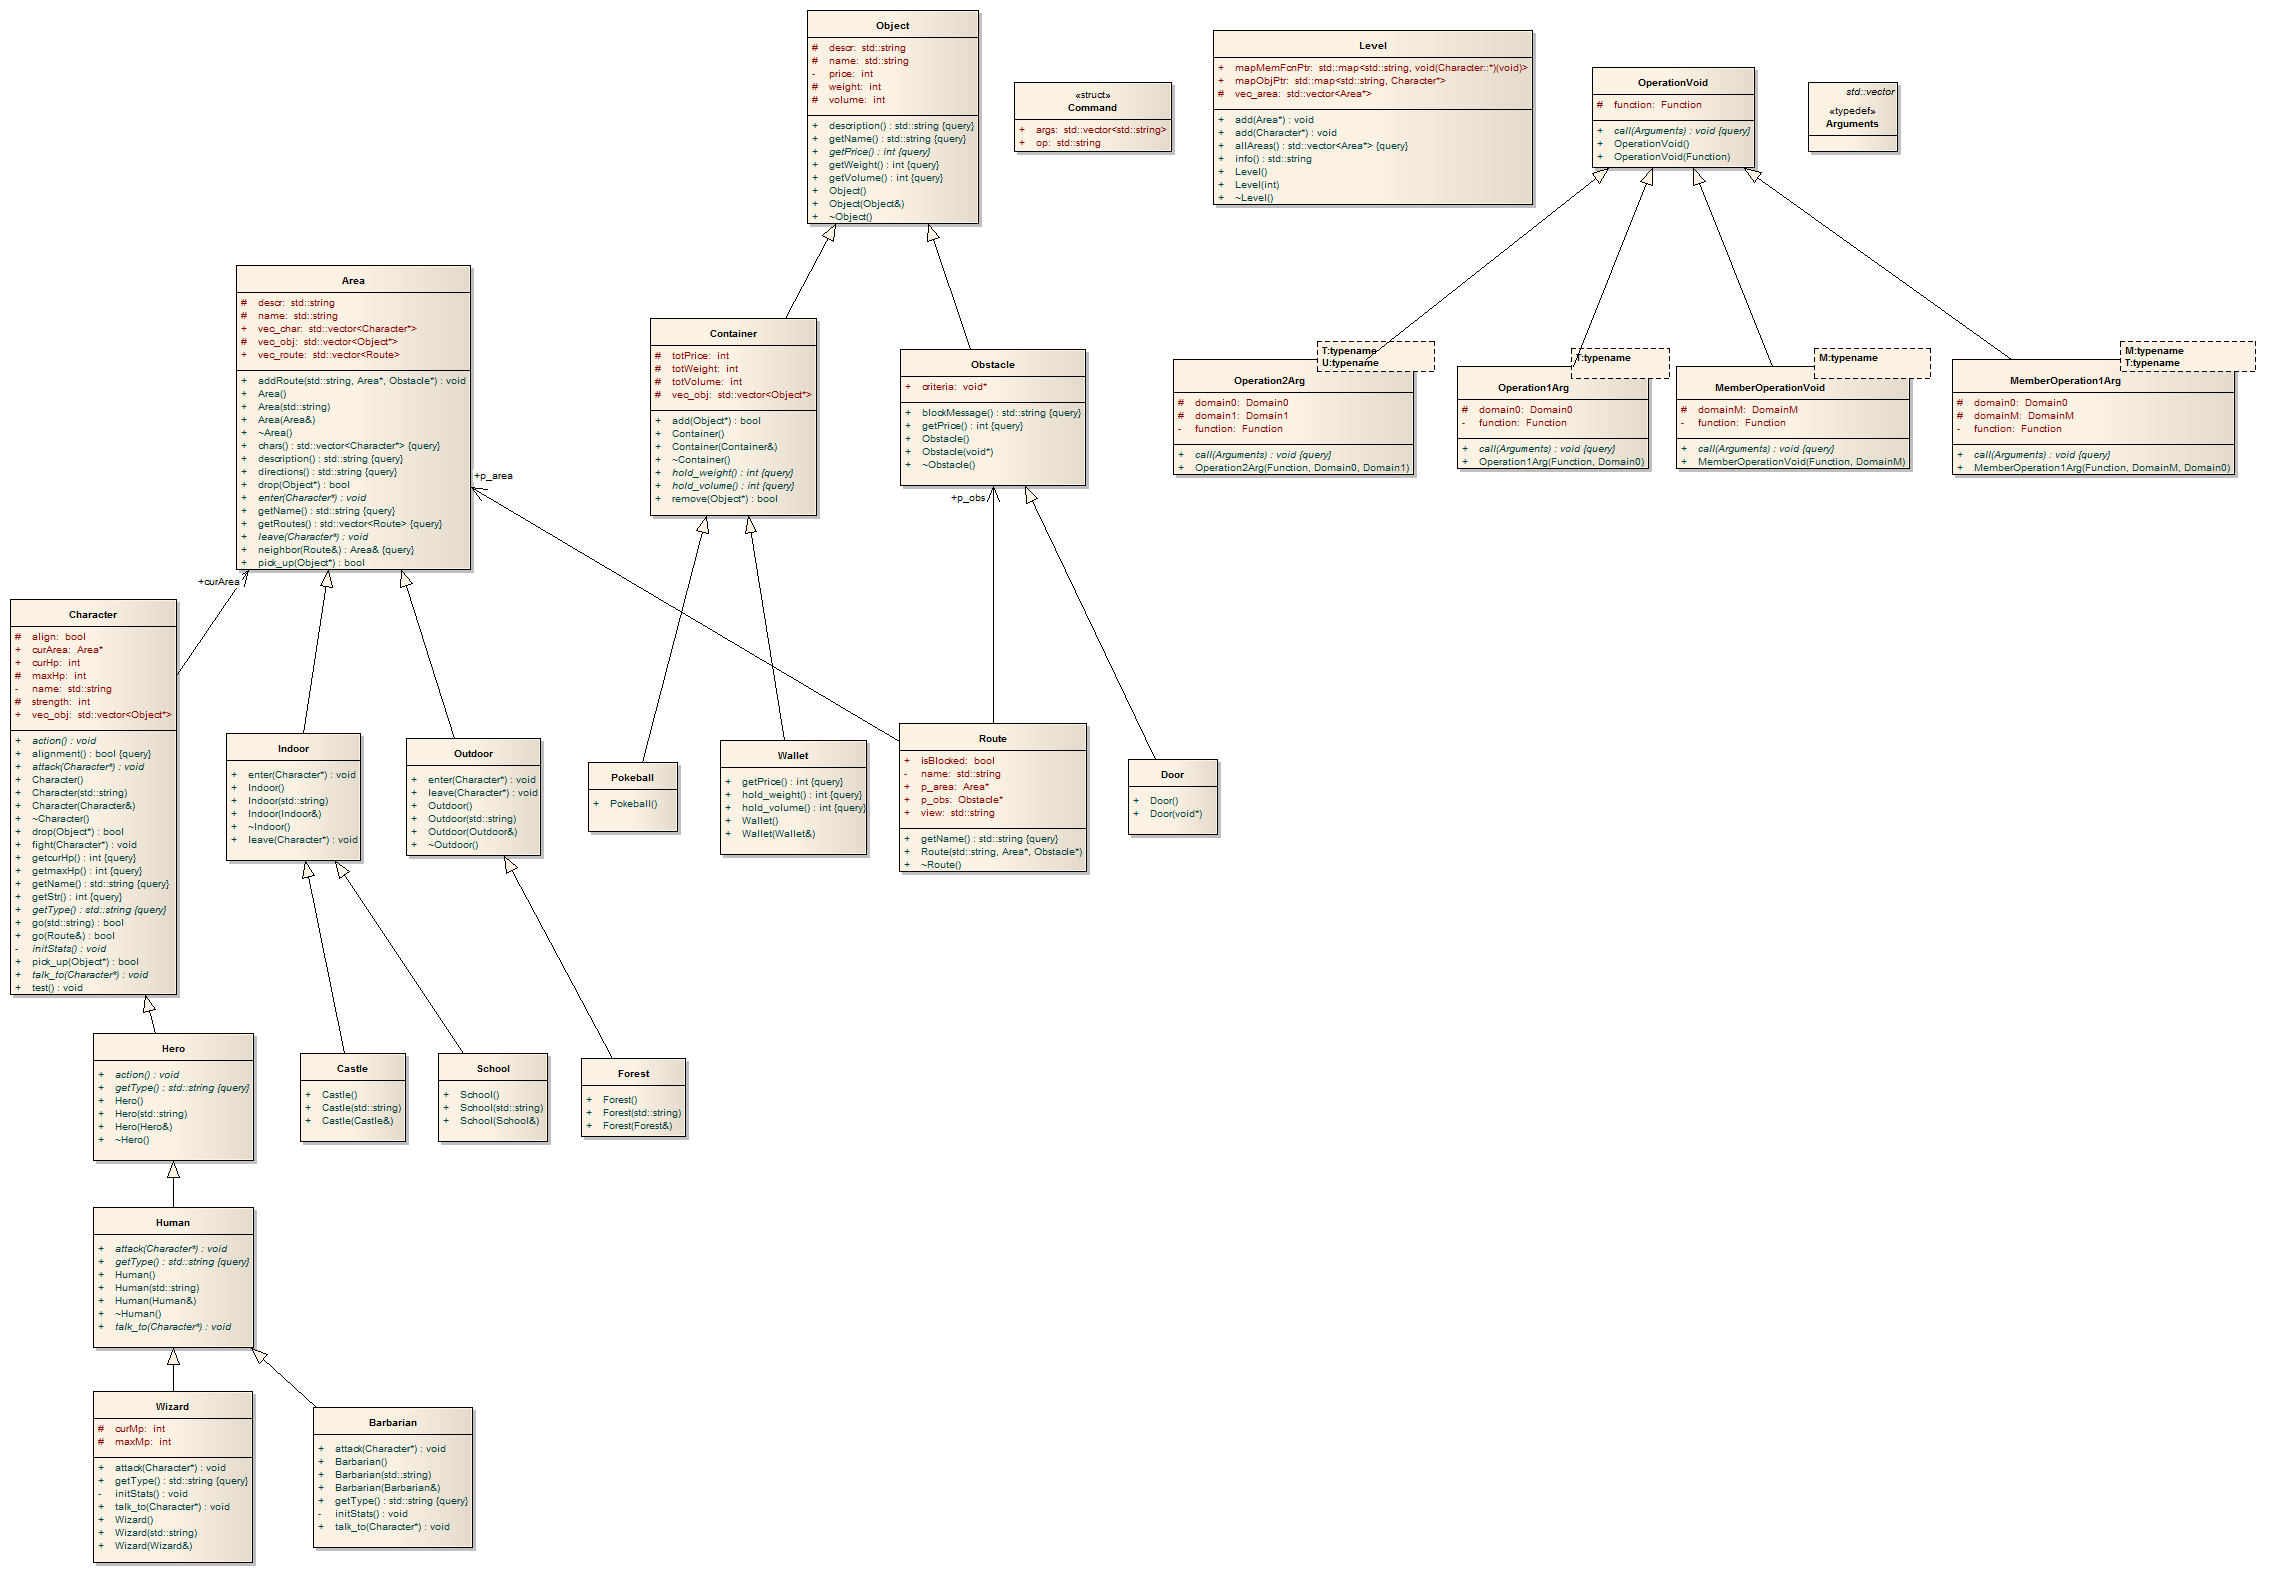 Object
# descr: std::string
# name: std::string
- price: int
# weight: int
# volume: int
+ description() : std::string {query}
+ getName() : std::string {query}
+ getPrice() : int {query}
+ getWeight() : int {query}
+ getVolume() : int {query}
+ Object()
+ Object(Object&)
+ ~Object()
«struct»
Command
+ args: std::vector<std::string>
+ op: std::string
Level
+ mapMemFcnPtr: std::map<std::string, void(Character::*)(void)>
+ mapObjPtr: std::map<std::string, Character*>
# vec_area: std::vector<Area*>
+ add(Area*) : void
+ add(Character*) : void
+ allAreas() : std::vector<Area*> {query}
+ info() : std::string
+ Level()
+ Level(int)
+ ~Level()
OperationVoid
# function: Function
+ call(Arguments) : void {query}
+ OperationVoid()
+ OperationVoid(Function)
std::vector
«typedef»
Arguments
Area
# descr: std::string
# name: std::string
+ vec_char: std::vector<Character*>
# vec_obj: std::vector<Object*>
+ vec_route: std::vector<Route>
+ addRoute(std::string, Area*, Obstacle*) : void
+ Area()
+ Area(std::string)
+ Area(Area&)
+ ~Area()
+ chars() : std::vector<Character*> {query}
+ description() : std::string {query}
+ directions() : std::string {query}
+ drop(Object*) : bool
+ enter(Character*) : void
+ getName() : std::string {query}
+ getRoutes() : std::vector<Route> {query}
+ leave(Character*) : void
+ neighbor(Route&) : Area& {query}
+ pick_up(Object*) : bool
+p_area
+curArea
Container
# totPrice: int
# totWeight: int
# totVolume: int
# vec_obj: std::vector<Object*>
+ add(Object*) : bool
+ Container()
+ Container(Container&)
+ ~Container()
+ hold_weight() : int {query}
+ hold_volume() : int {query}
+ remove(Object*) : bool
Obstacle
+ criteria: void*
+ blockMessage() : std::string {query}
+ getPrice() : int {query}
+ Obstacle()
+ Obstacle(void*)
+ ~Obstacle()
+p_obs
T:typename
U:typename
Operation2Arg
# domain0: Domain0
# domain1: Domain1
- function: Function
+ call(Arguments) : void {query}
+ Operation2Arg(Function, Domain0, Domain1)
T:typename
Operation1Arg
# domain0: Domain0
- function: Function
+ call(Arguments) : void {query}
+ Operation1Arg(Function, Domain0)
M:typename
MemberOperationVoid
# domainM: DomainM
- function: Function
+ call(Arguments) : void {query}
+ MemberOperationVoid(Function, DomainM)
M:typename
T:typename
MemberOperation1Arg
# domain0: Domain0
# domainM: DomainM
- function: Function
+ call(Arguments) : void {query}
+ MemberOperation1Arg(Function, DomainM, Domain0)
Character
# align: bool
+ curArea: Area*
+ curHp: int
# maxHp: int
- name: std::string
# strength: int
+ vec_obj: std::vector<Object*>
+ action() : void
+ alignment() : bool {query}
+ attack(Character*) : void
+ Character()
+ Character(std::string)
+ Character(Character&)
+ ~Character()
+ drop(Object*) : bool
+ fight(Character*) : void
+ getcurHp() : int {query}
+ getmaxHp() : int {query}
+ getName() : std::string {query}
+ getStr() : int {query}
+ getType() : std::string {query}
+ go(std::string) : bool
+ go(Route&) : bool
- initStats() : void
+ pick_up(Object*) : bool
+ talk_to(Character*) : void
+ test() : void
Indoor
+ enter(Character*) : void
+ Indoor()
+ Indoor(std::string)
+ Indoor(Indoor&)
+ ~Indoor()
+ leave(Character*) : void
Outdoor
+ enter(Character*) : void
+ leave(Character*) : void
+ Outdoor()
+ Outdoor(std::string)
+ Outdoor(Outdoor&)
+ ~Outdoor()
Pokeball
+ Pokeball()
Wallet
+ getPrice() : int {query}
+ hold_weight() : int {query}
+ hold_volume() : int {query}
+ Wallet()
+ Wallet(Wallet&)
Route
+ isBlocked: bool
- name: std::string
+ p_area: Area*
+ p_obs: Obstacle*
+ view: std::string
+ getName() : std::string {query}
+ Route(std::string, Area*, Obstacle*)
+ ~Route()
Door
+ Door()
+ Door(void*)
Hero
+ action() : void
+ getType() : std::string {query}
+ Hero()
+ Hero(std::string)
+ Hero(Hero&)
+ ~Hero()
Castle
+ Castle()
+ Castle(std::string)
+ Castle(Castle&)
School
+ School()
+ School(std::string)
+ School(School&)
Forest
+ Forest()
+ Forest(std::string)
+ Forest(Forest&)
Human
+ attack(Character*) : void
+ getType() : std::string {query}
+ Human()
+ Human(std::string)
+ Human(Human&)
+ ~Human()
+ talk_to(Character*) : void
Wizard
# curMp: int
# maxMp: int
+ attack(Character*) : void
+ getType() : std::string {query}
- initStats() : void
+ talk_to(Character*) : void
+ Wizard()
+ Wizard(std::string)
+ Wizard(Wizard&)
Barbarian
+ attack(Character*) : void
+ Barbarian()
+ Barbarian(std::string)
+ Barbarian(Barbarian&)
+ getType() : std::string {query}
- initStats() : void
+ talk_to(Character*) : void